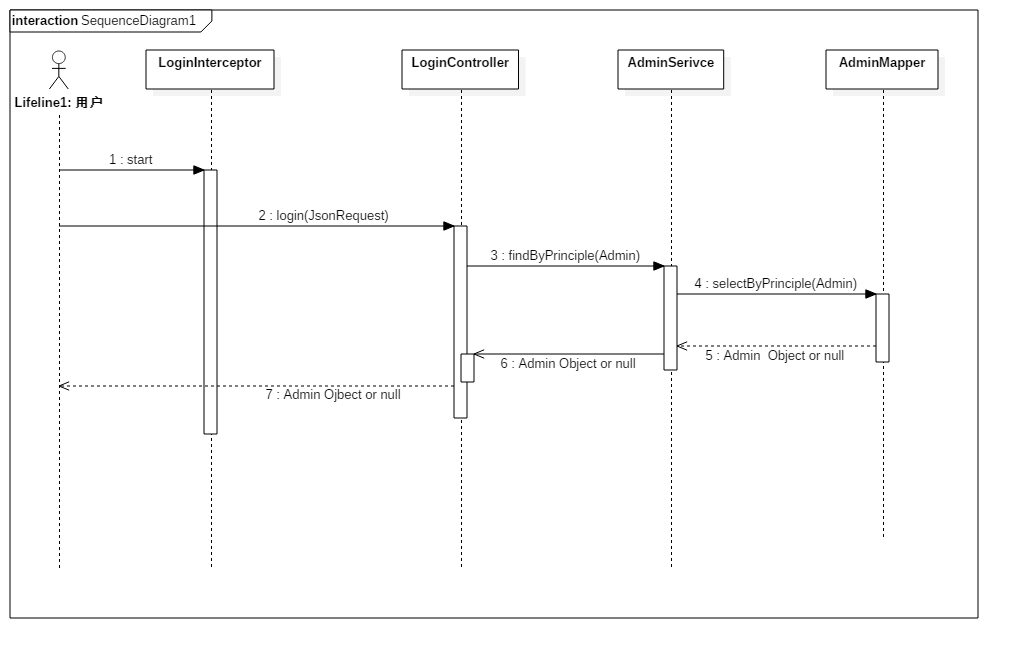 interaction SequenceDiagram1
LoginInterceptor
LoginController
AdminSerivce
AdminMapper
Lifeline1: 用户
1 : start
2 : login(JsonRequest)
3 : findByPrinciple(Admin)
4 : selectByPrinciple(Admin)
5 : Admin  Object or null
6 : Admin Object or null
7 : Admin Ojbect or null